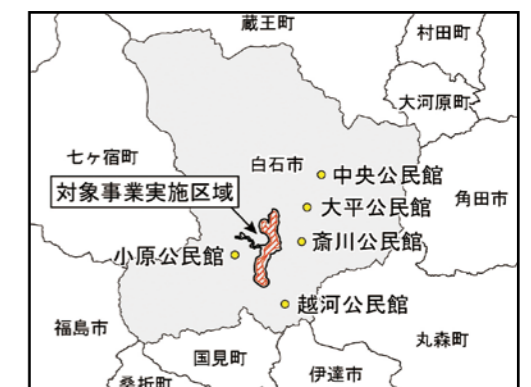 蔵王町
村田町
大河原町
七ヶ宿町
白石市
中央公民館
対象事業実施区域
大平公民館
角田市
斎川公民館
小原公民館
越河公民館
福島市
丸森町
国見町
伊達市
桑折町